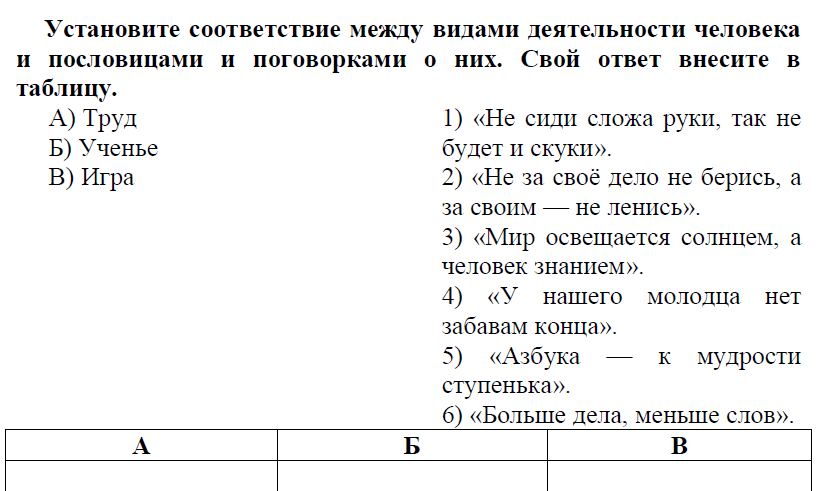 Установите соответствие между видами деятельности человека
и пословицами и поговорками о них. Свой ответ внесите в
таблицу.
А) Труд
Б) Ученье
В) Игра
1) «Не сиди сложа руки, так не
будет и скуки».
2) «Не за своё дело не берись, а
за своим — не ленись».
3) «Мир освещается солнцем, а
человек знанием».
4) «У нашего молодца нет
забавам конца».
5) «Азбука — к мудрости
ступенька».
6) «Больше дела, меньше слов».
А Б В